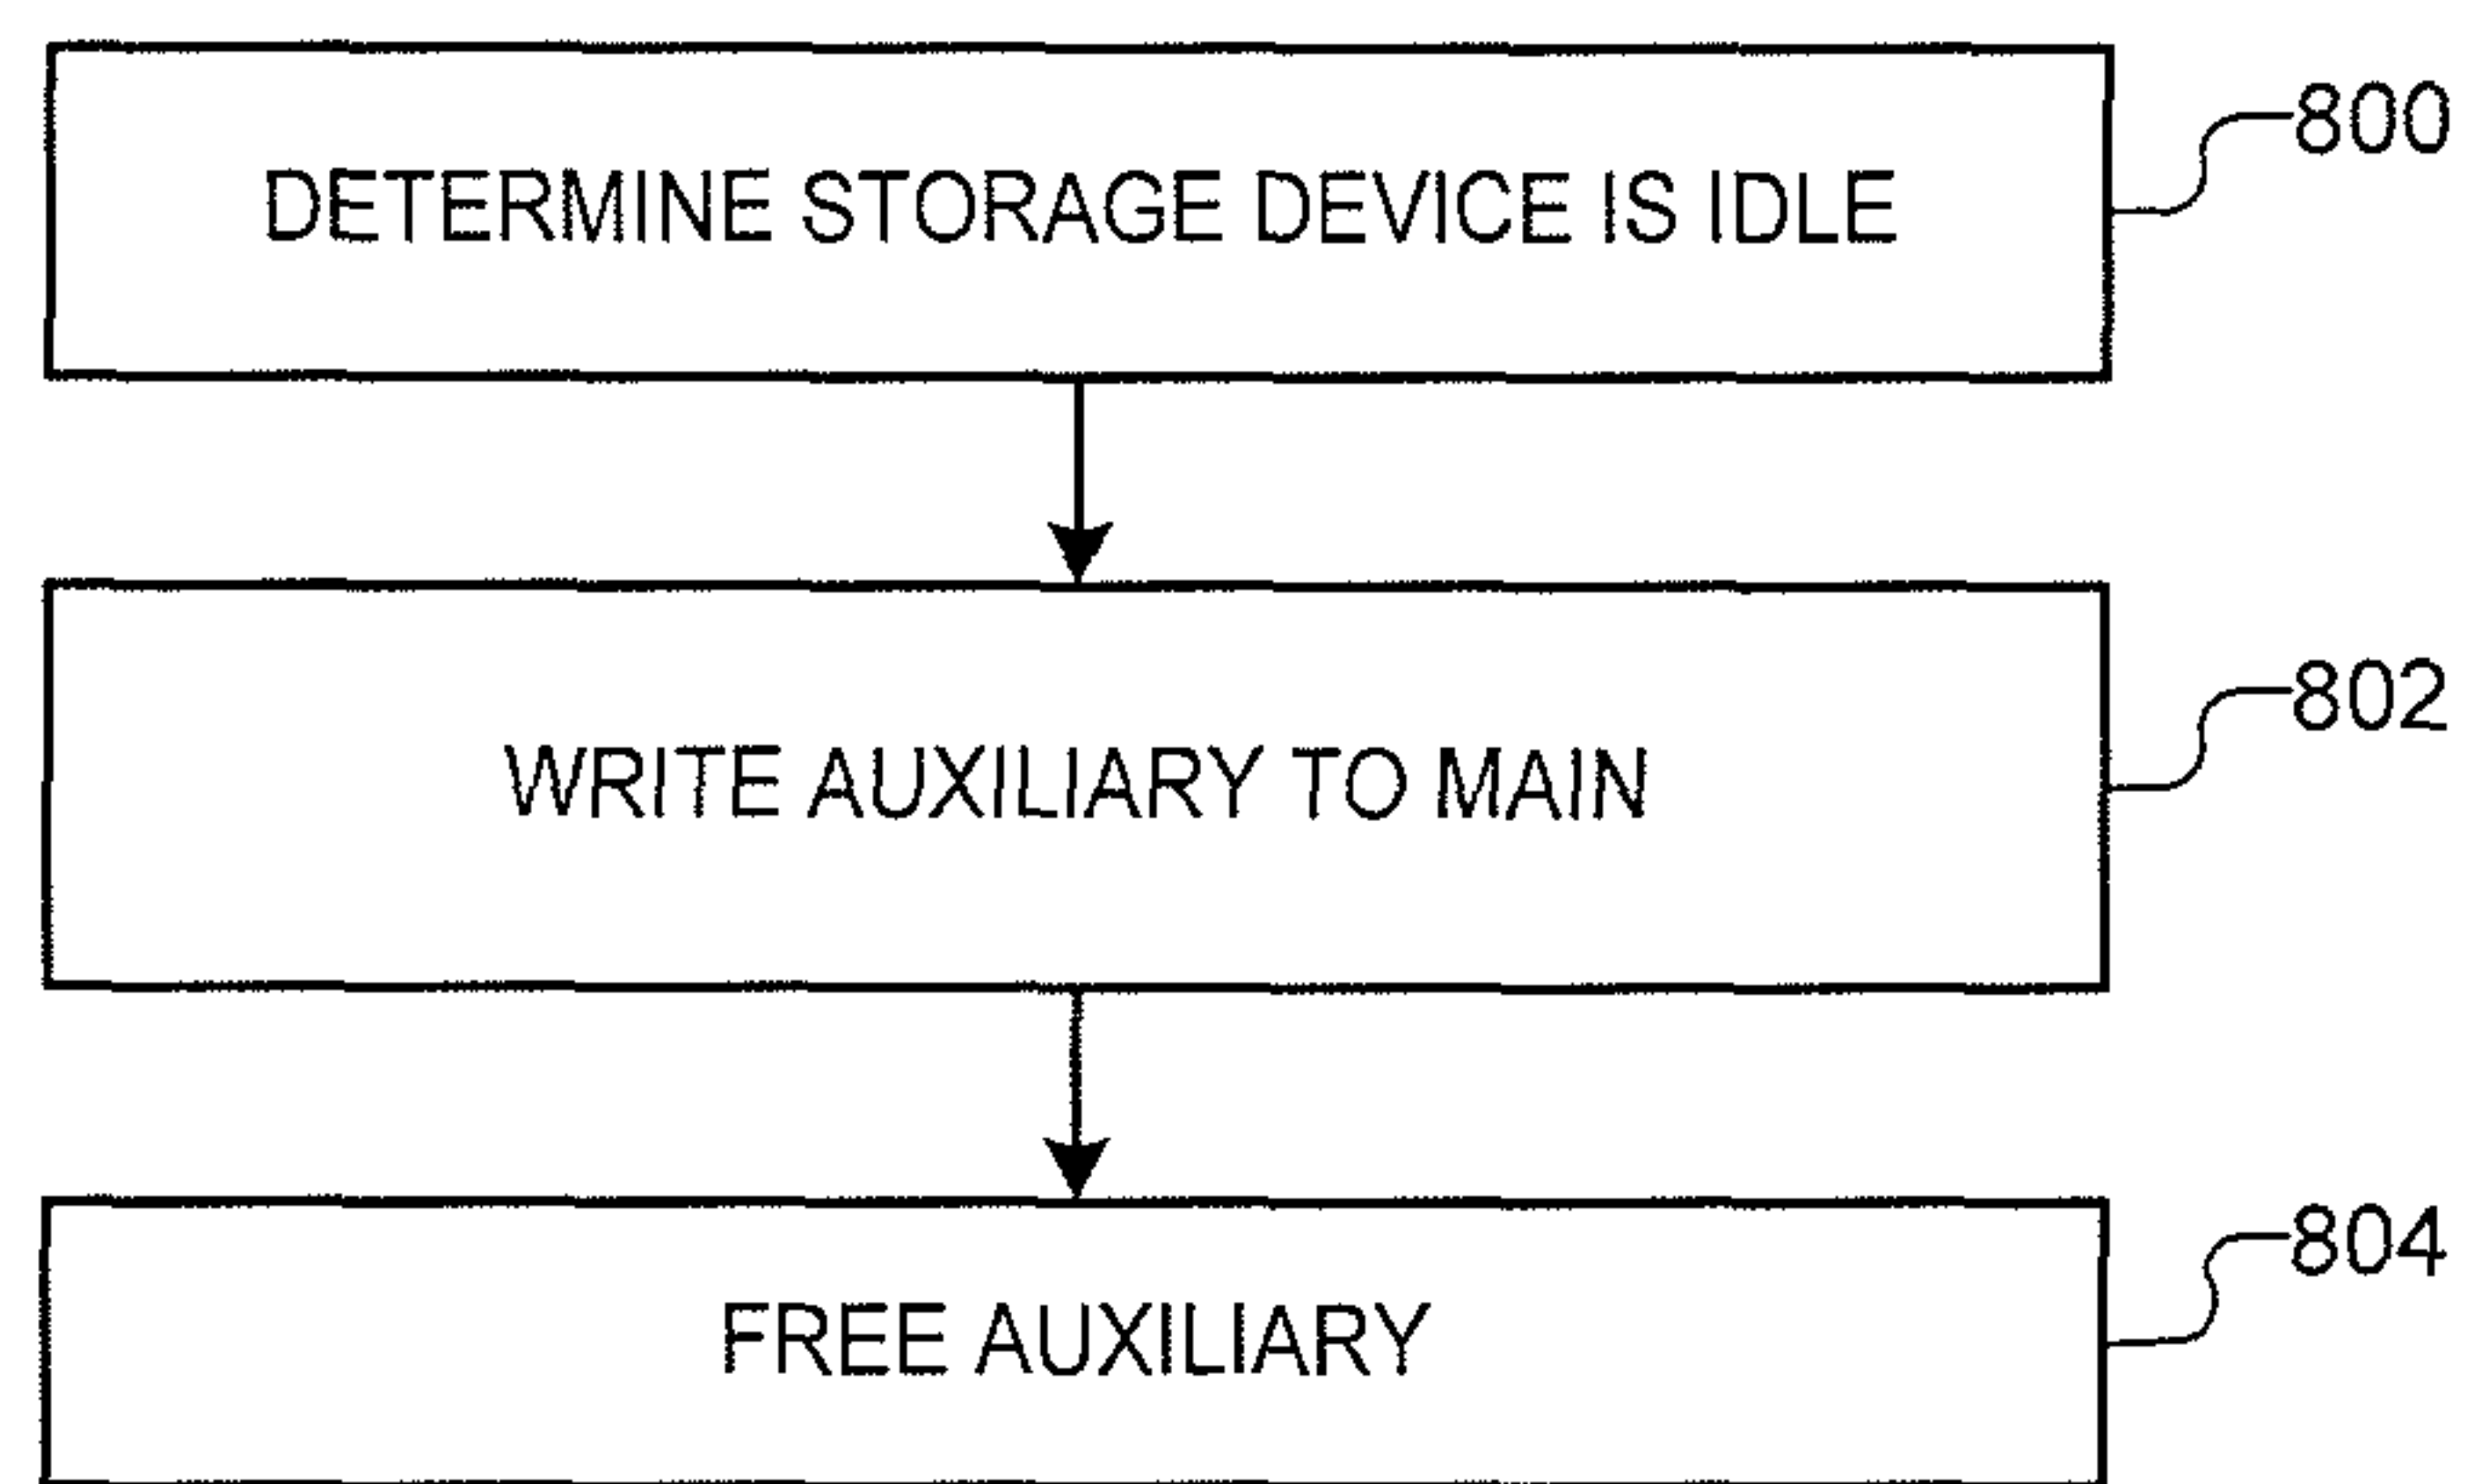 DETERMINE STORAGE DEVICE IS IDLE
800
WRITE AUXILIARY TO MAIN
802
FREE AUXILIARY
804